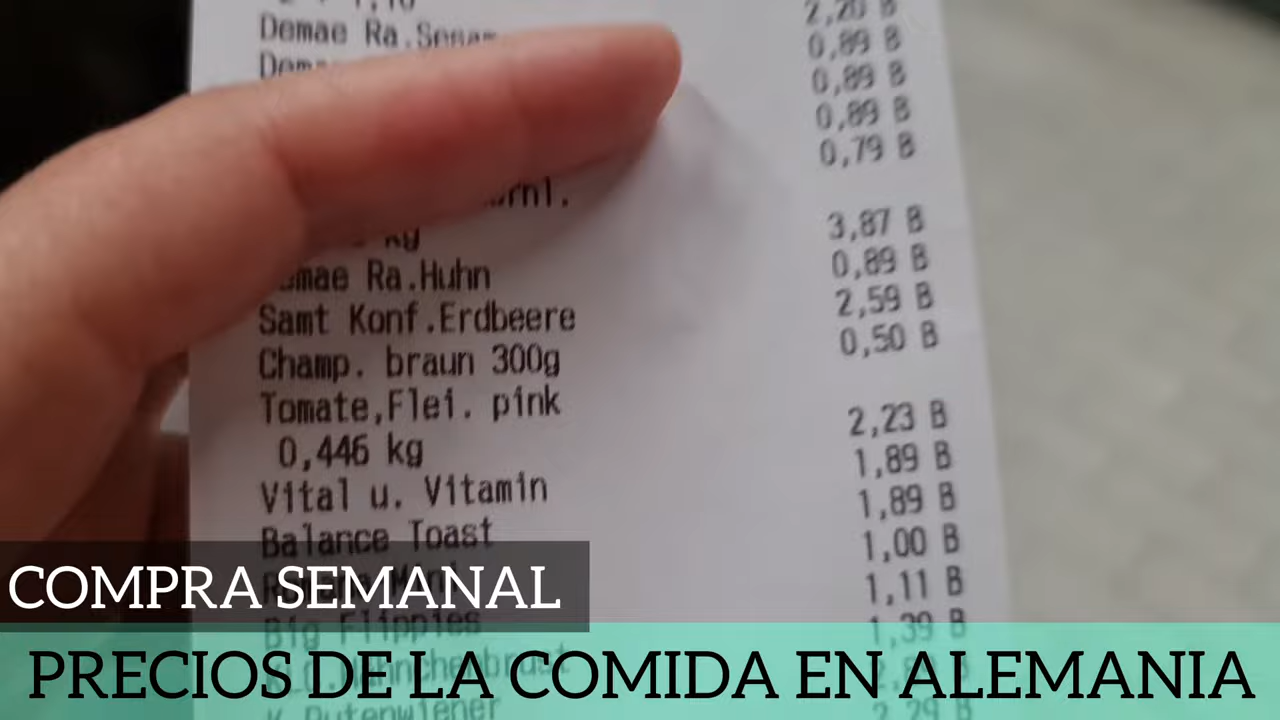 1,10 2,20 B
Demae Ra. 0,89 B
0,89 B
0,89 B
0,79 B
kg 3,87 B
Ra.Huhn 0,89 B
Samt Konf.Erdbeere 2,59 B
Champ. braun 300g 0,50 B
Tomate,Flei. pink
0,446 kg 2,23 B
Vital u. Vitamin 1,89 B
Balance Toast 1,89 B
1,00 B
Big Flippies 1,11 B
1,39 B
Putenwiener
2,29 B
COMPRA SEMANAL
PRECIOS DE LA COMIDA EN ALEMANIA